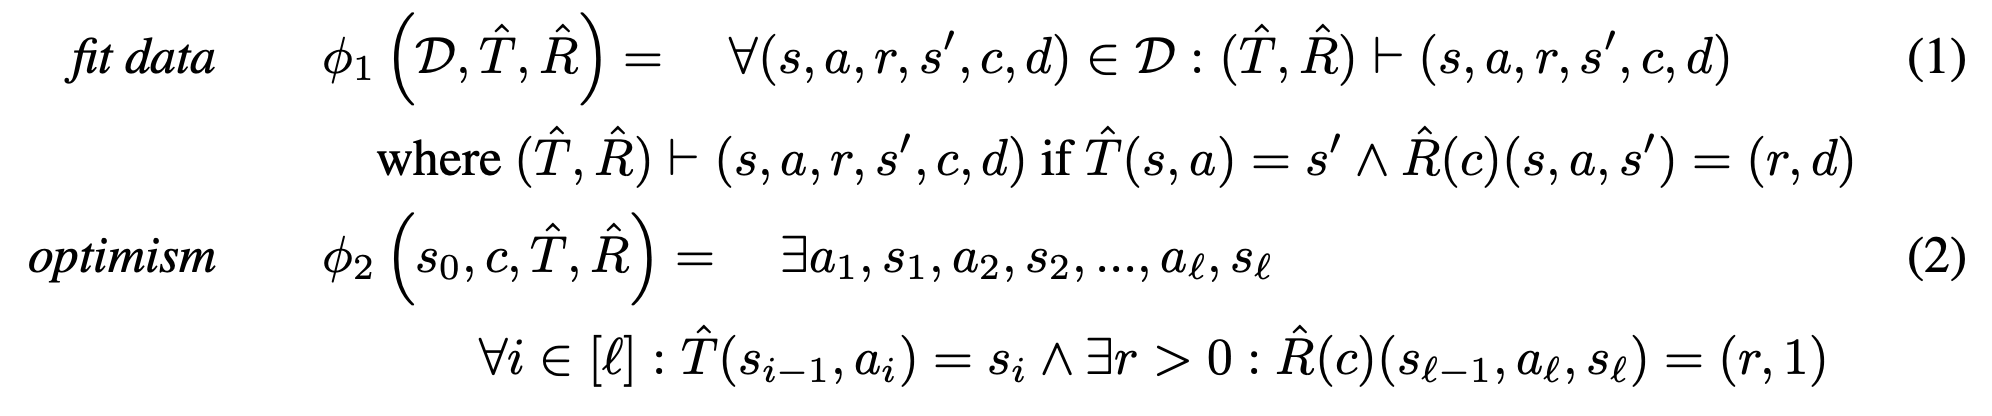 fit data ϕ₁ (𝒟, T̂, R̂) = ∀(s, a, r, s′, c, d) ∈ 𝒟 : (T̂, R̂) ⊢ (s, a, r, s′, c, d) (1)
where (T̂, R̂) ⊢ (s, a, r, s′, c, d) if T̂(s, a) = s′ ∧ R̂(c)(s, a, s′) = (r, d)
optimism ϕ₂ (s₀, c, T̂, R̂) = ∃a₁, s₁, a₂, s₂, ..., a_ℓ, s_ℓ (2)
∀i ∈ [ℓ] : T̂(s_{i−1}, a_i) = s_i ∧ ∃r > 0 : R̂(c)(s_{ℓ−1}, a_ℓ, s_ℓ) = (r, 1)